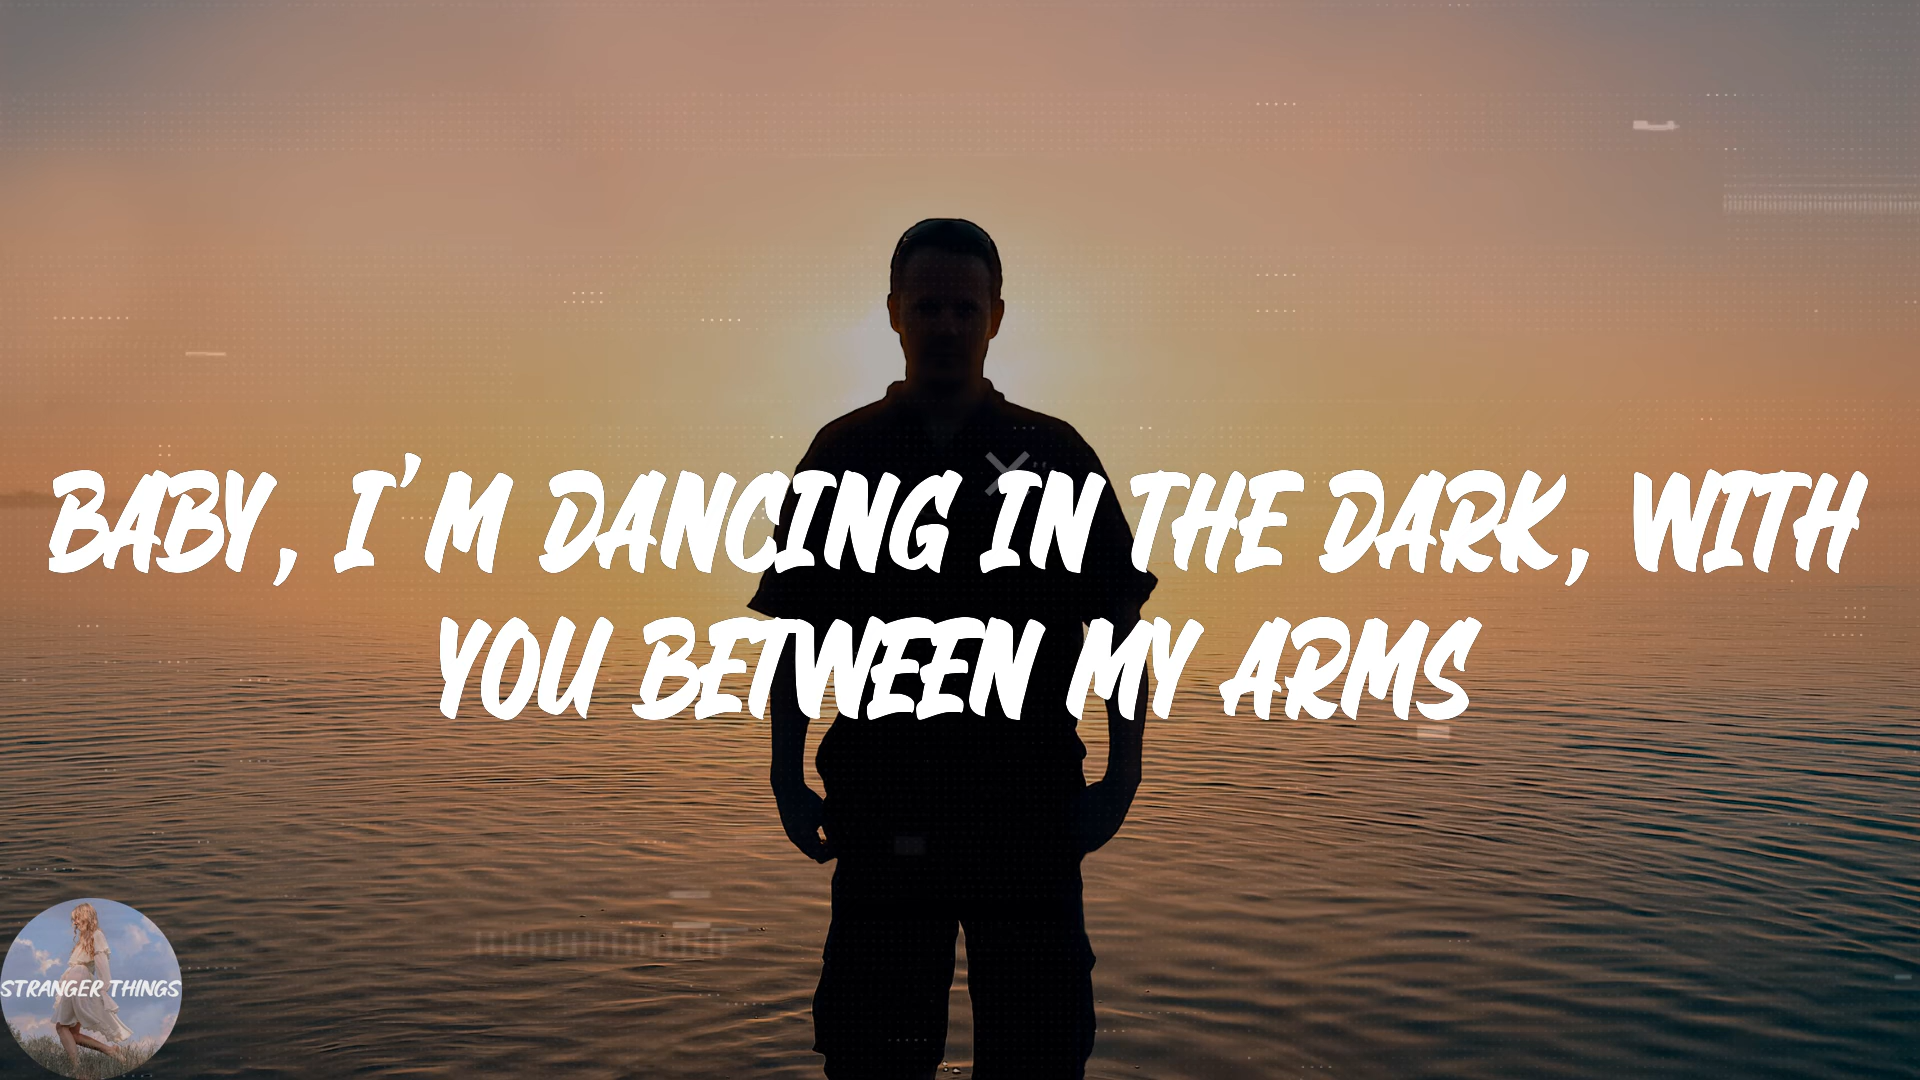 BABY, I'M DANCING IN THE DARK, WITH
YOU BETWEEN MY ARMS
STRANGER THINGS